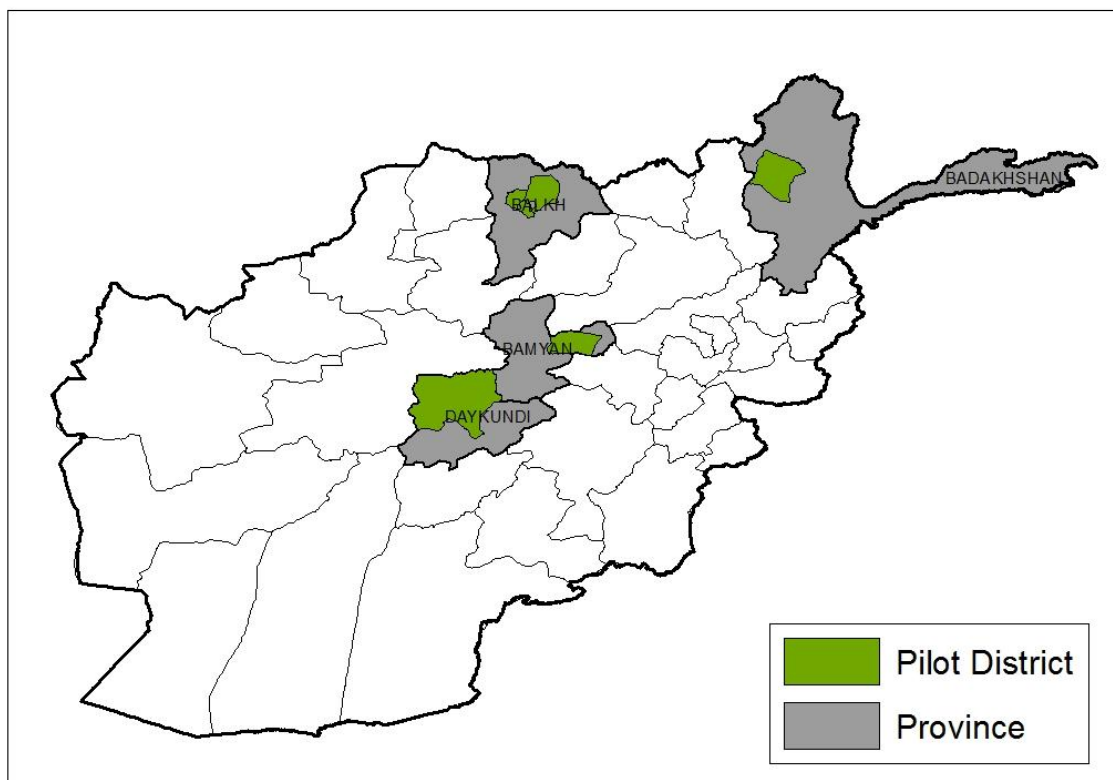 BADAKHSHAN
BALKH
BAMYAN
DAYKUNDI
Pilot District
Province